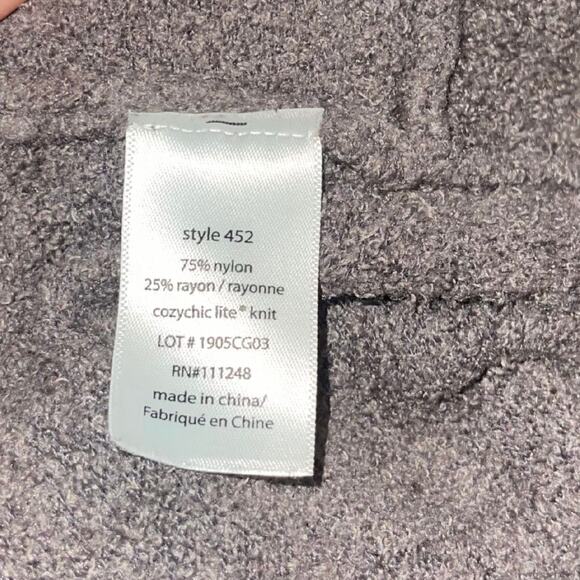 style 452
75% nylon
25% rayon / rayonne
cozychic lite® knit
LOT # 1905CG03
RN#111248
made in china/
Fabriqué en Chine